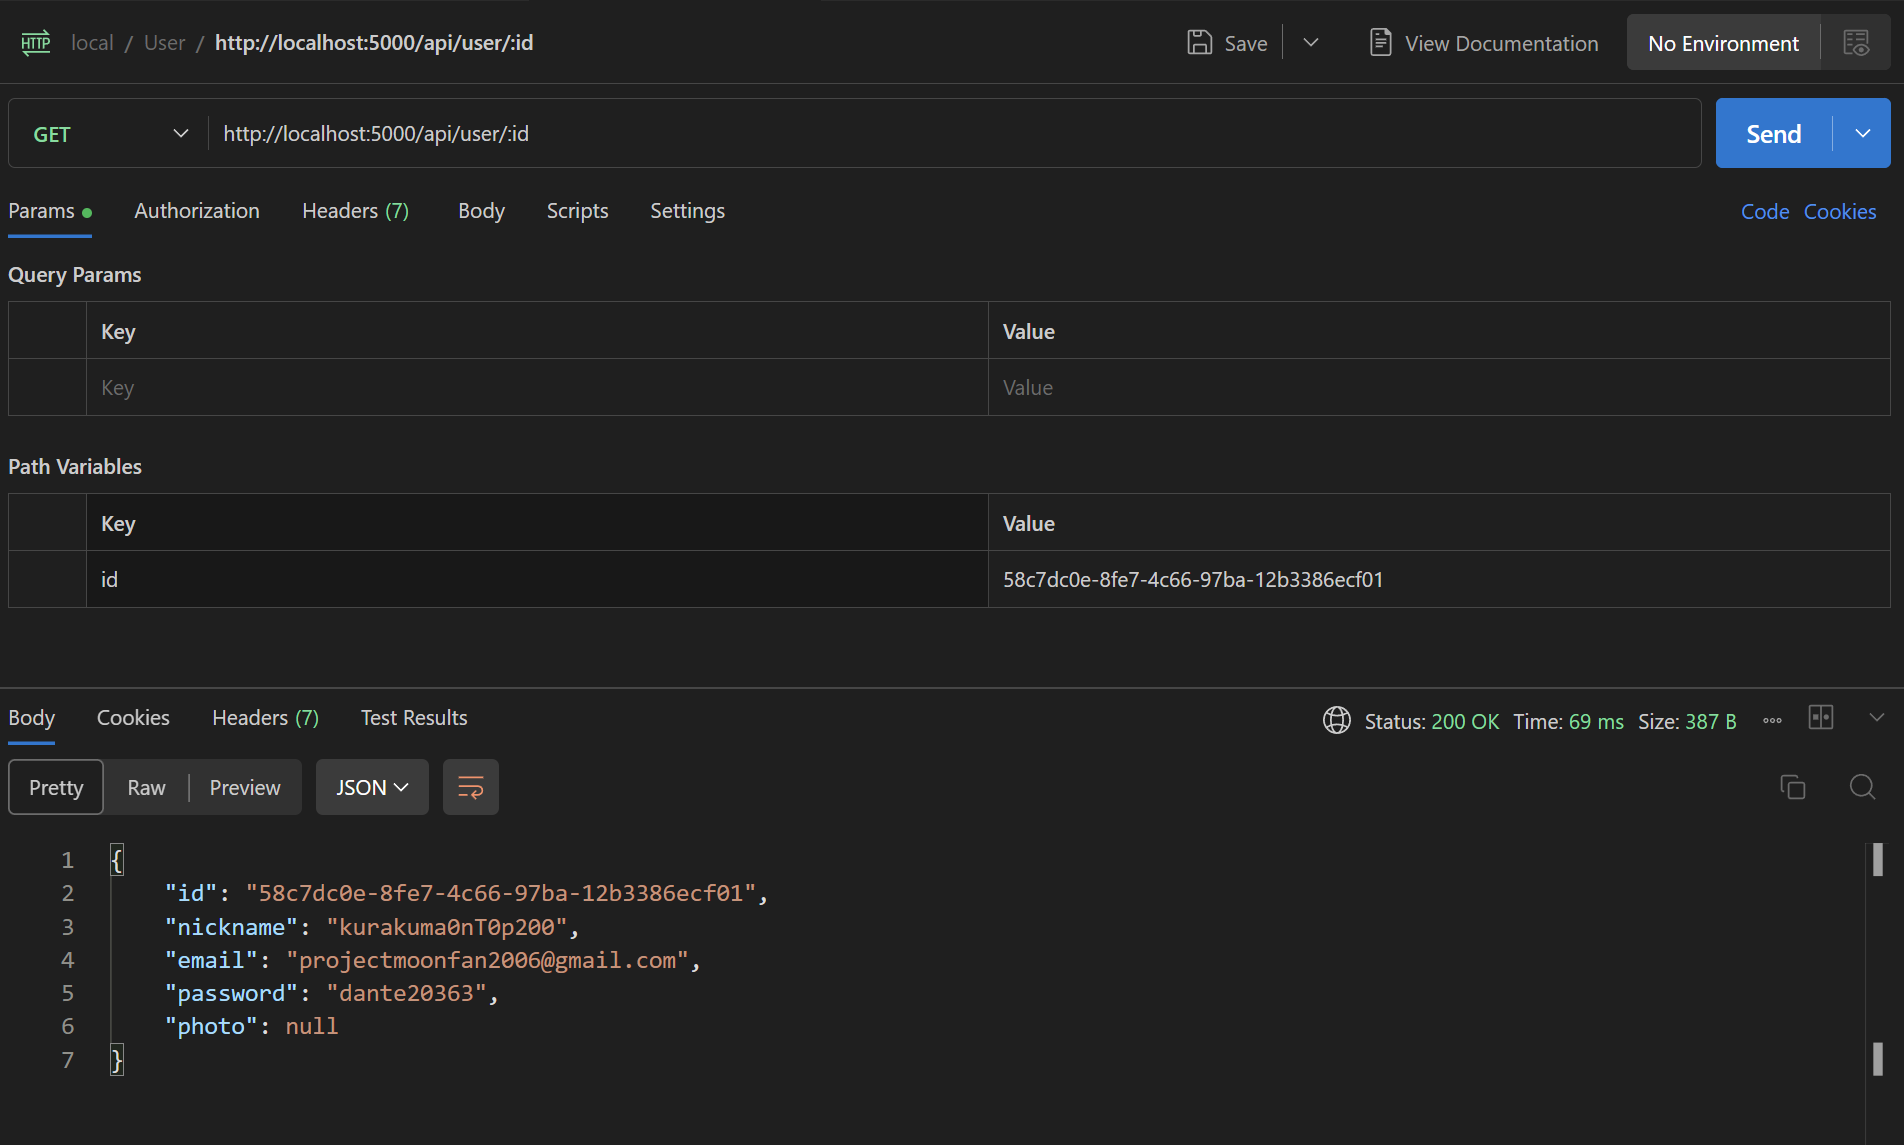 HTTP local / User / http://localhost:5000/api/user/:id Save View Documentation No Environment
GET http://localhost:5000/api/user/:id Send
Params Authorization Headers (7) Body Scripts Settings Code Cookies
Query Params
Key Value
Key Value
Path Variables
Key Value
id 58c7dc0e-8fe7-4c66-97ba-12b3386ecf01
Body Cookies Headers (7) Test Results Status: 200 OK Time: 69 ms Size: 387 B
Pretty Raw Preview JSON
1 {
2 "id": "58c7dc0e-8fe7-4c66-97ba-12b3386ecf01",
3 "nickname": "kurakuma0nT0p200",
4 "email": "projectmoonfan2006@gmail.com",
5 "password": "dante20363",
6 "photo": null
7 }